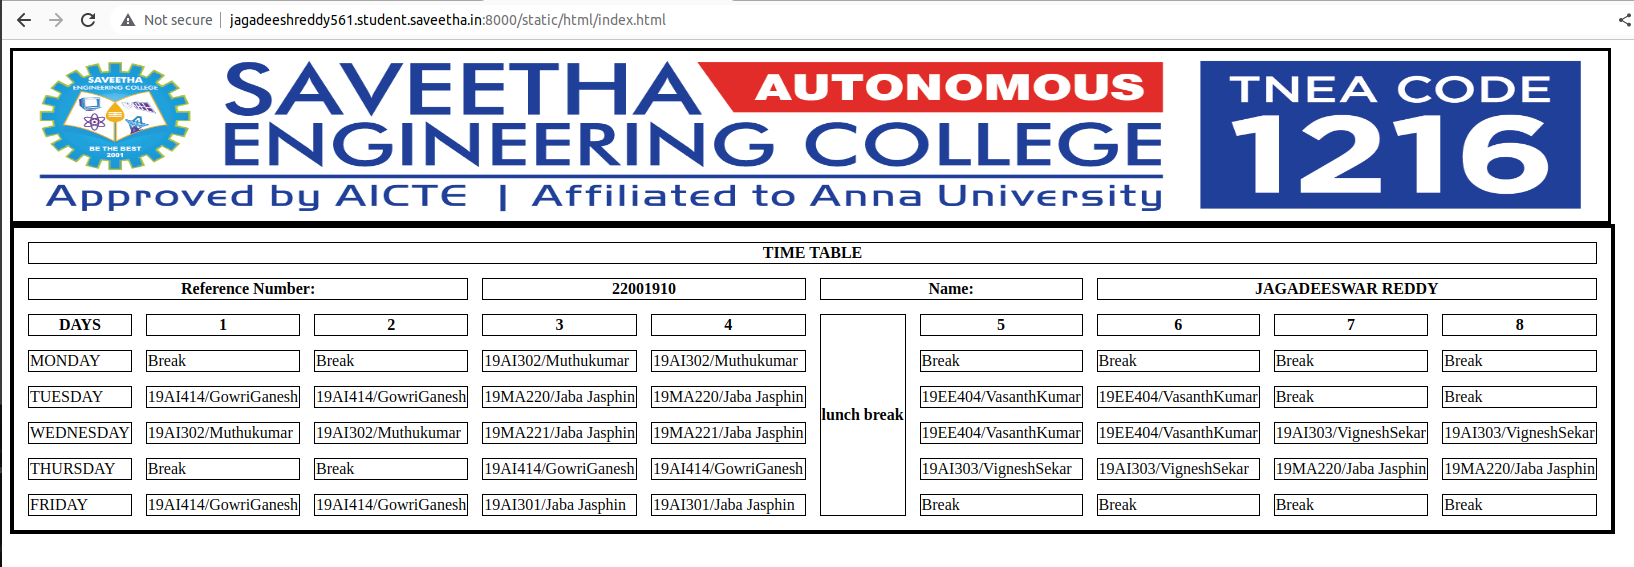 Not secure jagadeeshreddy561.student.saveetha.in:8000/static/html/index.html
SAVEETHA
ENGINEERING COLLEGE
BE THE BEST
2001
SAVEETHA AUTONOMOUS
ENGINEERING COLLEGE
Approved by AICTE | Affiliated to Anna University
TNEA CODE
1216
TIME TABLE
Reference Number: 22001910 Name: JAGADEESWAR REDDY
DAYS 1 2 3 4 lunch break 5 6 7 8
MONDAY Break Break 19AI302/Muthukumar 19AI302/Muthukumar Break Break Break Break
TUESDAY 19AI414/GowriGanesh 19AI414/GowriGanesh 19MA220/Jaba Jasphin 19MA220/Jaba Jasphin 19EE404/VasanthKumar 19EE404/VasanthKumar Break Break
WEDNESDAY 19AI302/Muthukumar 19AI302/Muthukumar 19MA221/Jaba Jasphin 19MA221/Jaba Jasphin 19EE404/VasanthKumar 19EE404/VasanthKumar 19AI303/VigneshSekar 19AI303/VigneshSekar
THURSDAY Break Break 19AI414/GowriGanesh 19AI414/GowriGanesh 19AI303/VigneshSekar 19AI303/VigneshSekar 19MA220/Jaba Jasphin 19MA220/Jaba Jasphin
FRIDAY 19AI414/GowriGanesh 19AI414/GowriGanesh 19AI301/Jaba Jasphin 19AI301/Jaba Jasphin Break Break Break Break